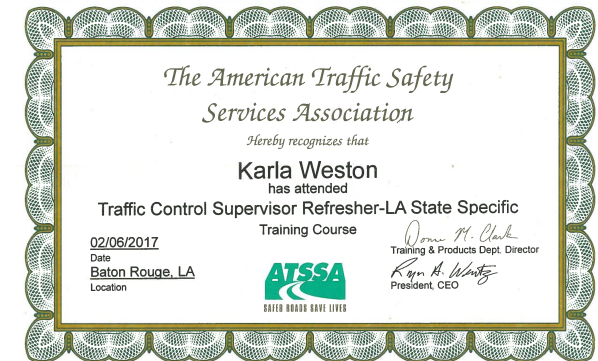 The American Traffic Safety
Services Association
Hereby recognizes that
Karla Weston
has attended
Traffic Control Supervisor Refresher-LA State Specific
Training Course
02/06/2017
Date
Baton Rouge, LA
Location
Donna M. Clark
Training & Products Dept. Director
President, CEO
ATSSA
SAFER ROADS SAVE LIVES